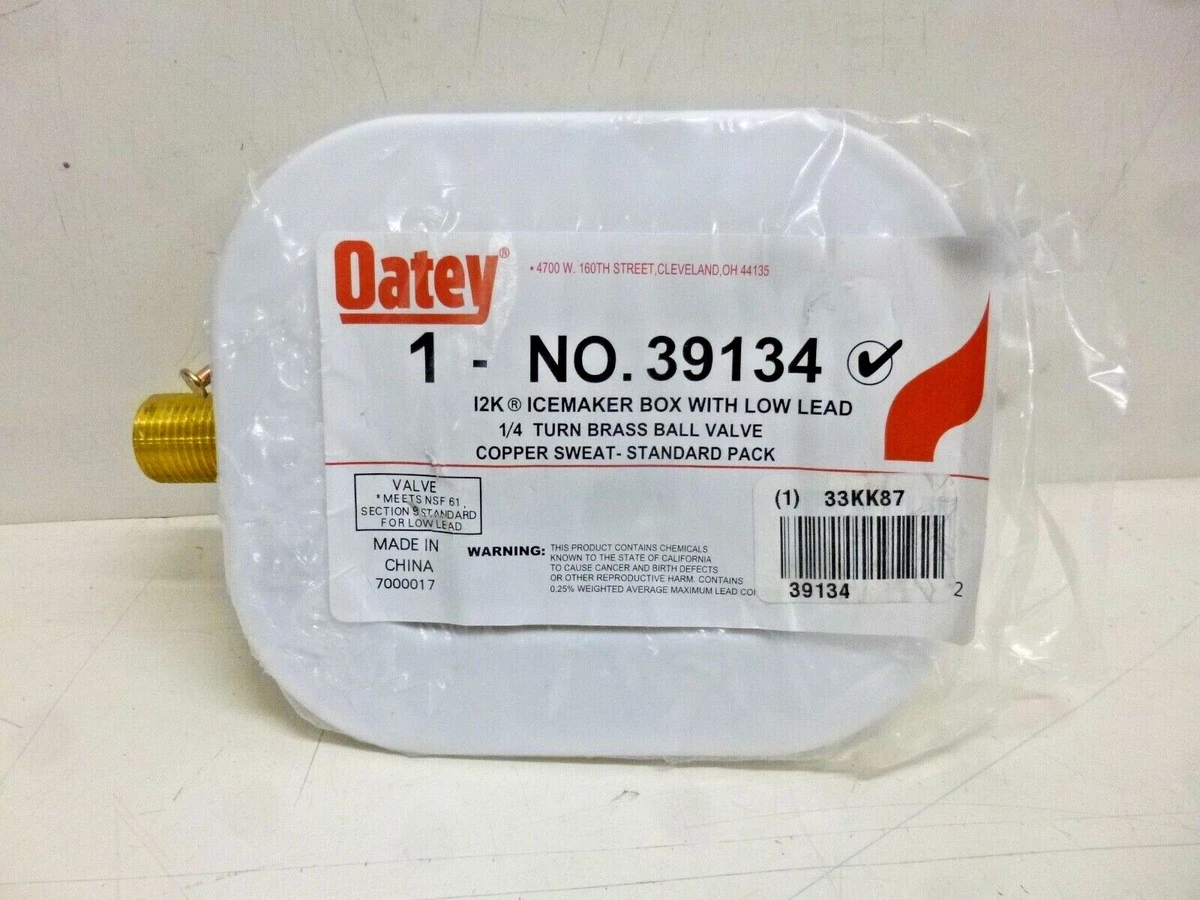 Oatey®
• 4700 W. 160TH STREET,CLEVELAND,OH 44135
1 - NO. 39134
I2K ® ICEMAKER BOX WITH LOW LEAD
1/4 TURN BRASS BALL VALVE
COPPER SWEAT- STANDARD PACK
VALVE
*MEETS NSF 61,
SECTION 9 STANDARD
FOR LOW LEAD
MADE IN
CHINA
7000017
WARNING: THIS PRODUCT CONTAINS CHEMICALS
KNOWN TO THE STATE OF CALIFORNIA
TO CAUSE CANCER AND BIRTH DEFECTS
OR OTHER REPRODUCTIVE HARM. CONTAINS
0.25% WEIGHTED AVERAGE MAXIMUM LEAD
(1) 33KK87
39134
2